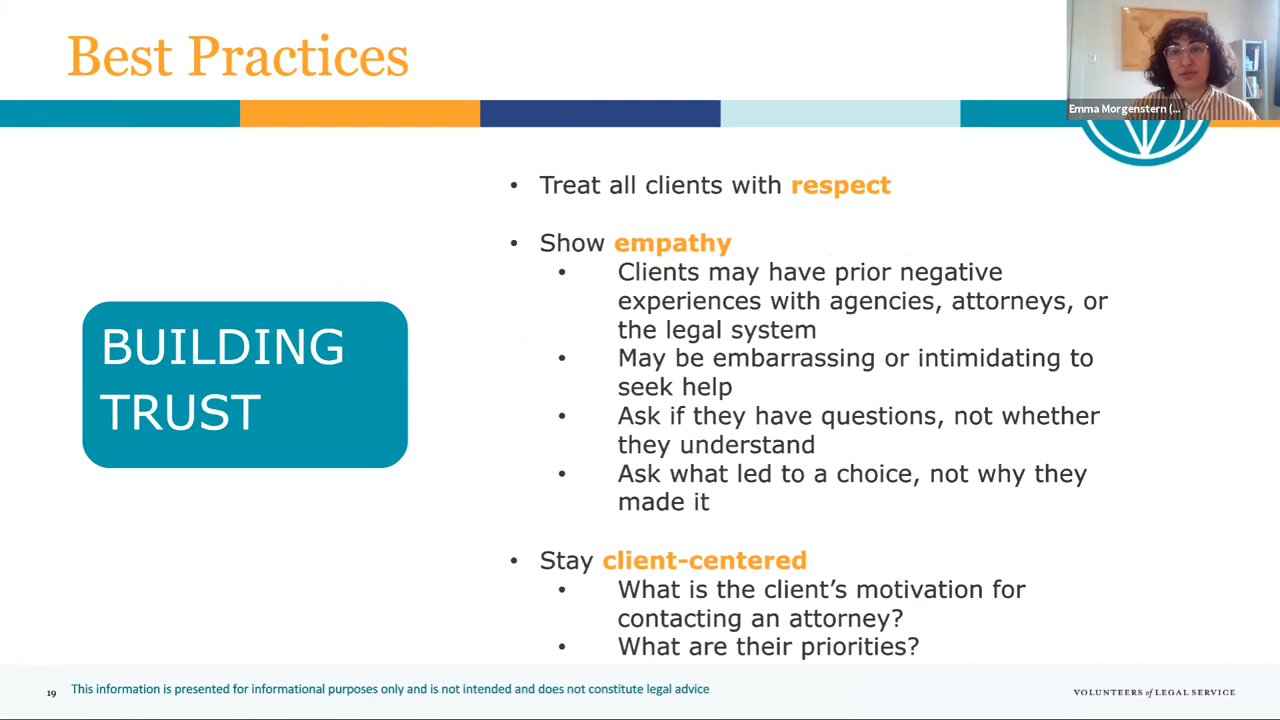 Best Practices
Emma Morgenstern (...
BUILDING
TRUST
• Treat all clients with respect
• Show empathy
• Clients may have prior negative
experiences with agencies, attorneys, or
the legal system
• May be embarrassing or intimidating to
seek help
• Ask if they have questions, not whether
they understand
• Ask what led to a choice, not why they
made it
• Stay client-centered
• What is the client’s motivation for
contacting an attorney?
• What are their priorities?
19
This information is presented for informational purposes only and is not intended and does not constitute legal advice
VOLUNTEERS of LEGAL SERVICE